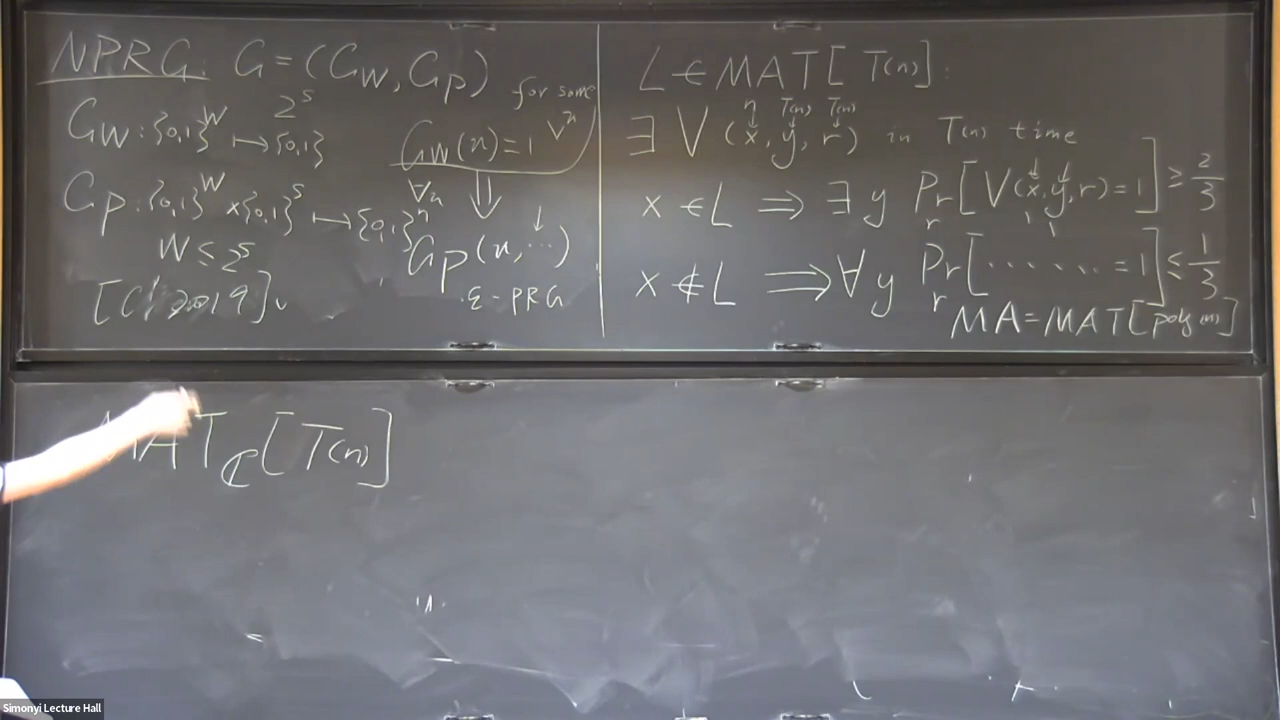 NPRG: G = (G_W, G_P)
G_W : {0,1}^W × 2^s ↦ {0,1}
for some
G_W(u) = 1
G_P : {0,1}^W × {0,1}^s ↦ {0,1}^n
∀u ⇓
W ≤ 2^s
G_P(u, ...)
ε-PRG
L ∈ MAT[T(n)] :
n T(n) T(n)
∃ V (x, y, r) in T(n) time
x ∈ L ⟹ ∃ y Pr_r[V(x, y, r) = 1] ≥ 2/3
x ∉ L ⟹ ∀ y Pr_r[....... = 1] ≤ 1/3
MA = MAT[poly(n)]
MAT_ℂ[T(n)]
Simonyi Lecture Hall